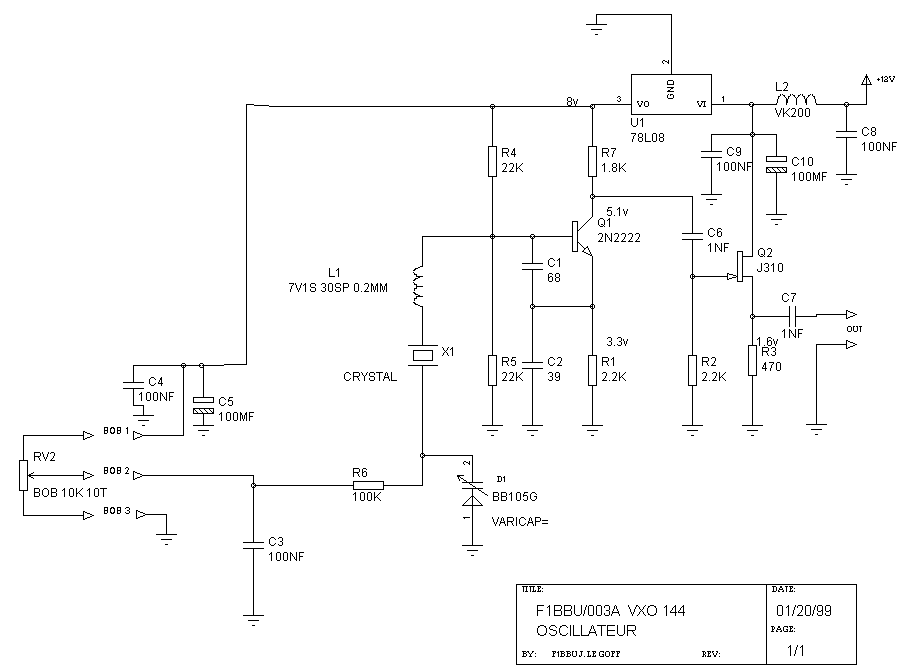 2
GND
3
VO
VI
1
U1
78L08
8v
L2
VK200
+12V
C8
100NF
C9
100NF
C10
100MF
R4
22K
R7
1.8K
5.1v
Q1
2N2222
C6
1NF
Q2
J310
C1
68
L1
7V1S 30SP 0.2MM
X1
CRYSTAL
R5
22K
C2
39
3.3v
R1
2.2K
R2
2.2K
C7
1NF
OUT
1.6v
R3
470
C4
100NF
C5
100MF
BOB 1
RV2
BOB 2
BOB 10K 10T
BOB 3
R6
100K
2
D1
BB105G
1
VARICAP=
C3
100NF
TITLE:
F1BBU/003A VXO 144
OSCILLATEUR
BY: F1BBU J. LE GOFF
REV:
DATE:
01/20/99
PAGE:
1/1